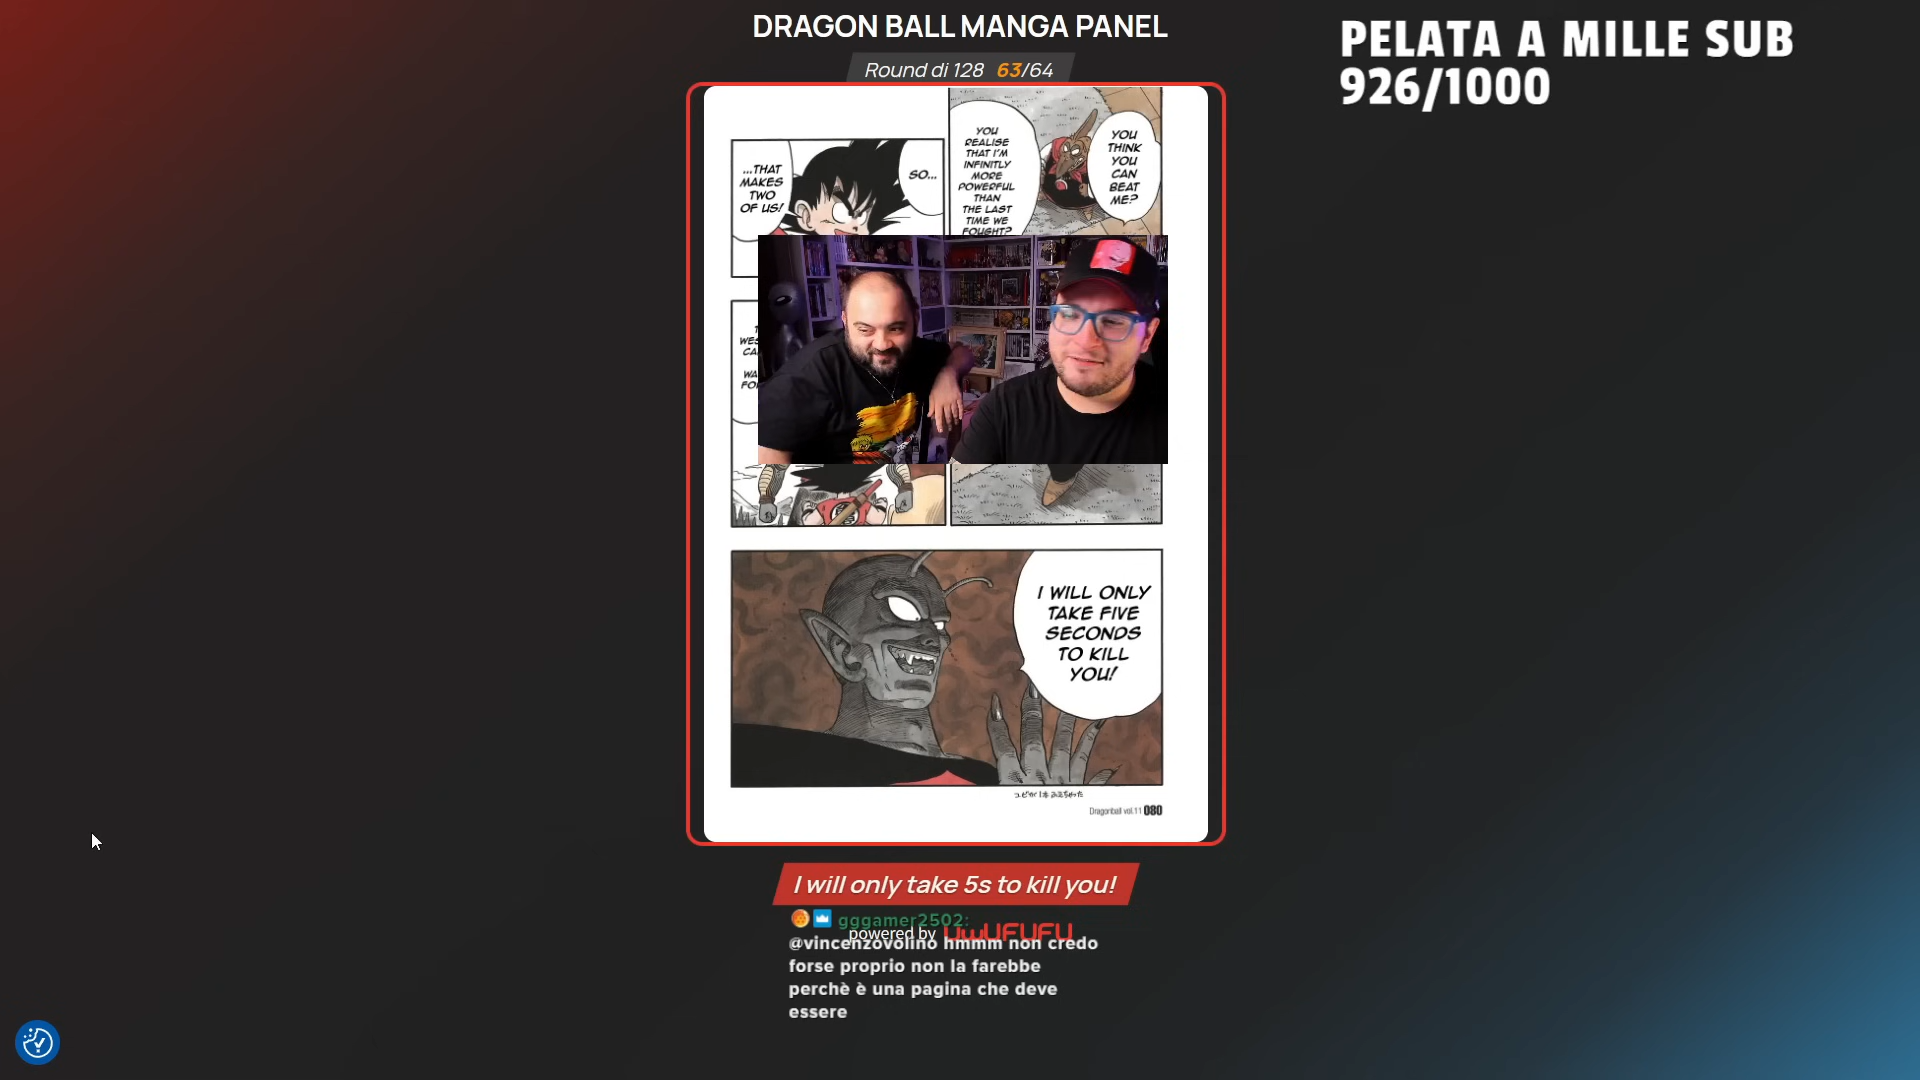 DRAGON BALL MANGA PANEL
Round di 128 63/64
PELATA A MILLE SUB
926/1000
YOU
THINK
YOU
CAN
BEAT
ME?
YOU
REALISE
THAT I'M
INFINITLY
MORE
POWERFUL
THAN
THE LAST
TIME WE
FOUGHT?
SO...
...THAT
MAKES
TWO
OF US!
I WILL ONLY
TAKE FIVE
SECONDS
TO KILL
YOU!
Dragonball vol.11 080
I will only take 5s to kill you!
gggamer2502:
powered by UwUFUFU
@vincenzovolino hmmm non credo
forse proprio non la farebbe
perchè è una pagina che deve
essere